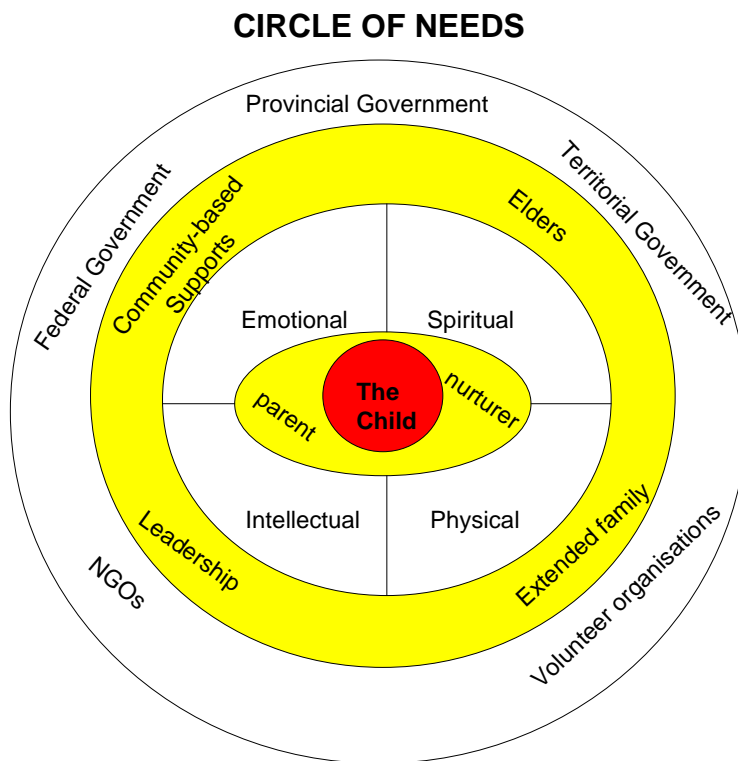 CIRCLE OF NEEDS
Provincial Government
Federal Government
Territorial Government
Community-based
Supports
Elders
Emotional
Spiritual
parent
The
Child
nurturer
Intellectual
Physical
Leadership
Extended family
NGOs
Volunteer organisations